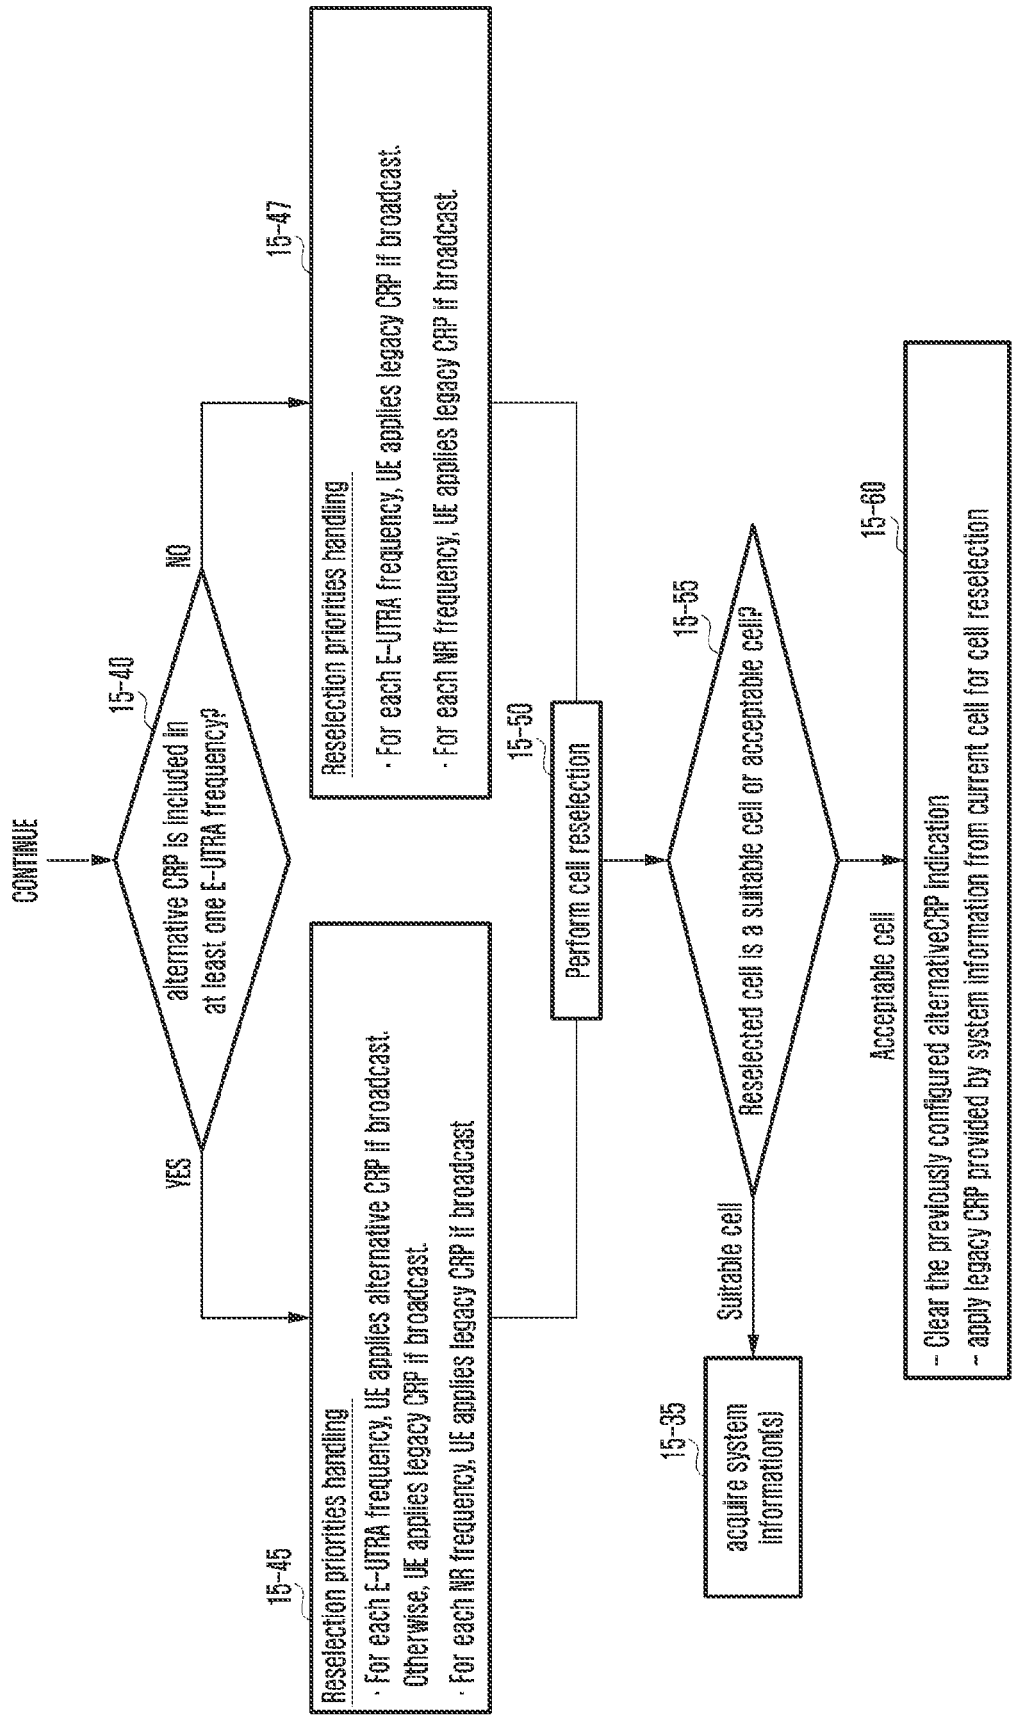 CONTINUE
15-40
alternative CRP is included in
at least one E-UTRA frequency?
YES
NO
15-45
Reselection priorities handling
· For each E-UTRA frequency, UE applies alternative CRP if broadcast.
Otherwise, UE applies legacy CRP if broadcast.
· For each NR frequency, UE applies legacy CRP if broadcast
15-47
Reselection priorities handling
· For each E-UTRA frequency, UE applies legacy CRP if broadcast.
· For each NR frequency, UE applies legacy CRP if broadcast.
15-50
Perform cell reselection
15-55
Reselected cell is a suitable cell or acceptable cell?
Suitable cell
15-35
acquire system
information(s)
Acceptable cell
15-60
- Clear the previously configured alternativeCRP indication
- apply legacy CRP provided by system information from current cell for cell reselection